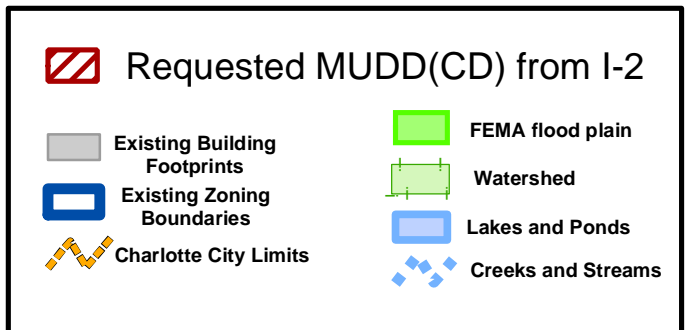 Requested MUDD(CD) from I-2
Existing Building
Footprints
Existing Zoning
Boundaries
Charlotte City Limits
FEMA flood plain
Watershed
Lakes and Ponds
Creeks and Streams